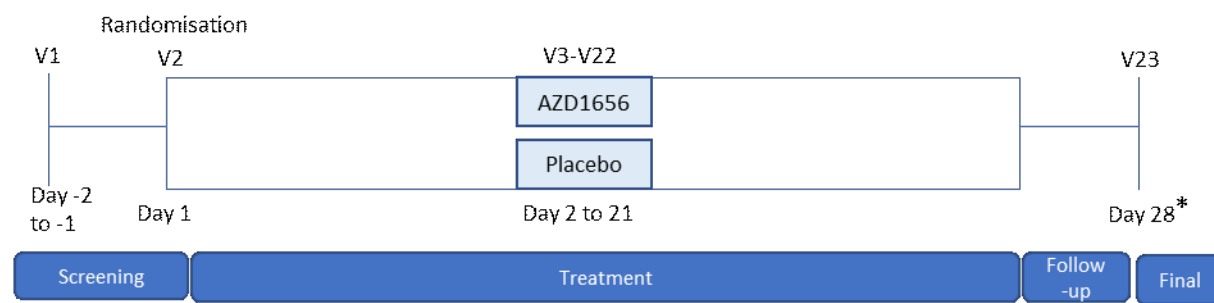 Randomisation
V1
V2
V3-V22
V23
AZD1656
Placebo
Day -2
to -1
Day 1
Day 2 to 21
Day 28*
Screening
Treatment
Follow
-up
Final